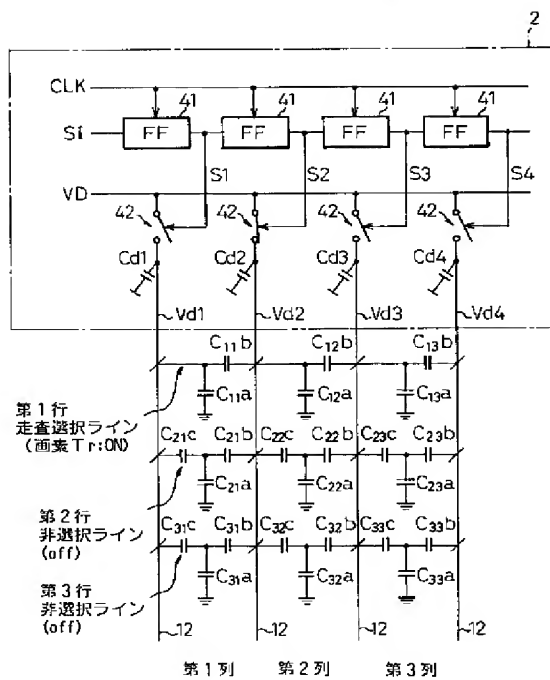 2
CLK
41 41 41 41
SI FF FF FF FF
S1 S2 S3 S4
VD
42 42 42 42
Cd1 Cd2 Cd3 Cd4
Vd1 Vd2 Vd3 Vd4
C11b C12b C13b
C11a C12a C13a
第1行
走査選択ライン
(画素Tr:ON)
C21c C21b C22c C22b C23c C23b
C21a C22a C23a
第2行
非選択ライン
(off)
C31c C31b C32c C32b C33c C33b
C31a C32a C33a
第3行
非選択ライン
(off)
12 12 12 12
第1列 第2列 第3列